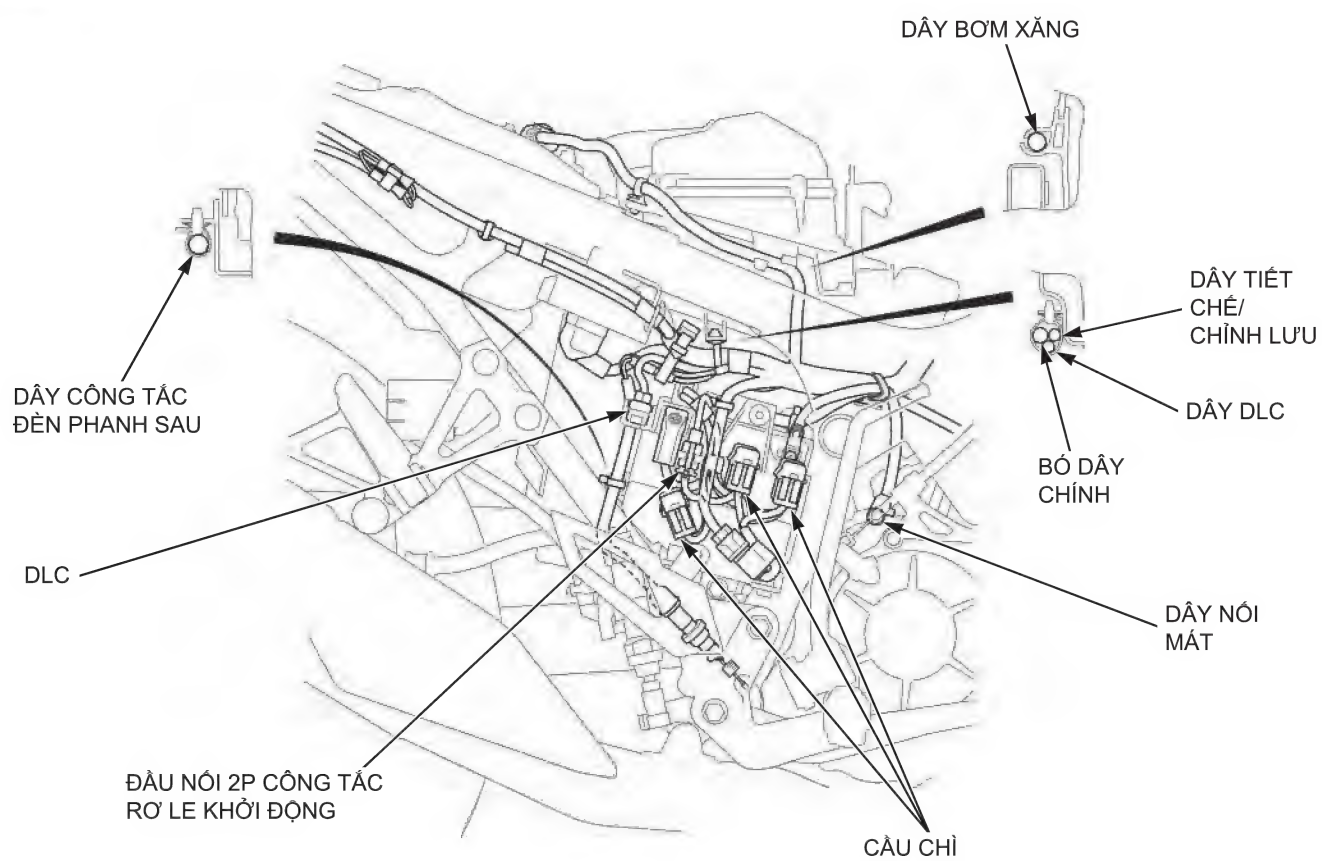 DÂY BƠM XĂNG
DÂY TIẾT
CHẾ/
CHỈNH LƯU
DÂY CÔNG TẮC
ĐÈN PHANH SAU
DÂY DLC
BÓ DÂY
CHÍNH
DLC
DÂY NỐI
MÁT
ĐẦU NỐI 2P CÔNG TẮC
RƠ LE KHỞI ĐỘNG
CẦU CHÌ